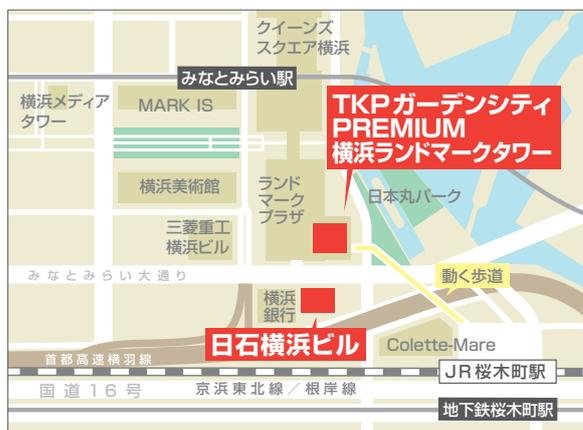 クイーンズ
スクエア横浜
みなとみらい駅
横浜メディア
タワー
MARK IS
TKPガーデンシティ
PREMIUM
横浜ランドマークタワー
横浜美術館
ランド
マーク
プラザ
日本丸パーク
三菱重工
横浜ビル
みなとみらい大通り
動く歩道
横浜
銀行
日石横浜ビル
Colette-Mare
首都高速横羽線
JR桜木町駅
国道16号
京浜東北線／根岸線
地下鉄桜木町駅